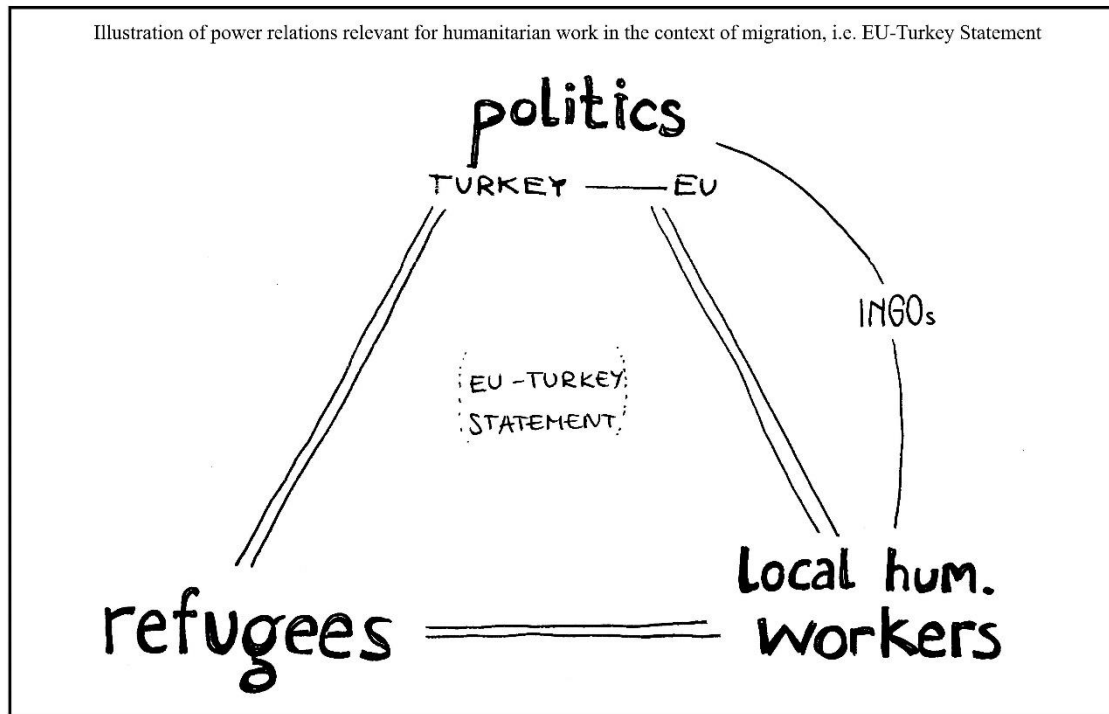 Illustration of power relations relevant for humanitarian work in the context of migration, i.e. EU-Turkey Statement
politics
TURKEY — EU
INGOs
EU - TURKEY
STATEMENT
Local hum.
workers
refugees